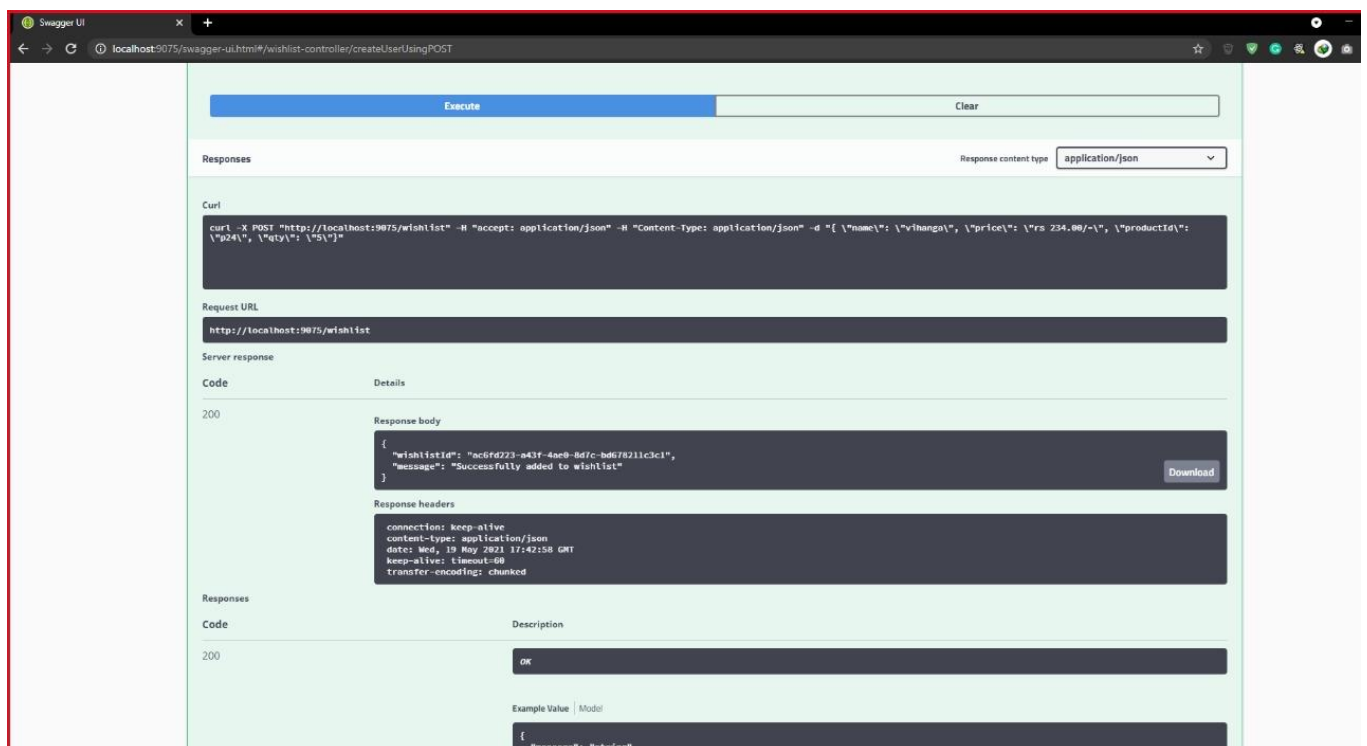 Swagger UI
localhost:9075/swagger-ui.html#/wishlist-controller/createUserUsingPOST
Execute
Clear
Responses
Response content type
application/json
Curl
curl -X POST "http://localhost:9075/wishlist" -H "accept: application/json" -H "Content-Type: application/json" -d "{ \"name\": \"vihanga\", \"price\": \"rs 234.00/-\", \"productId\":
\"p24\", \"qty\": \"5\"}"
Request URL
http://localhost:9075/wishlist
Server response
Code
Details
200
Response body
{
"wishlistId": "ac6fd223-a43f-4ae0-8d7c-bd678211c3c1",
"message": "Successfully added to wishlist"
}
Download
Response headers
connection: keep-alive
content-type: application/json
date: Wed, 19 May 2021 17:42:58 GMT
keep-alive: timeout=60
transfer-encoding: chunked
Responses
Code
Description
200
OK
Example Value | Model
{